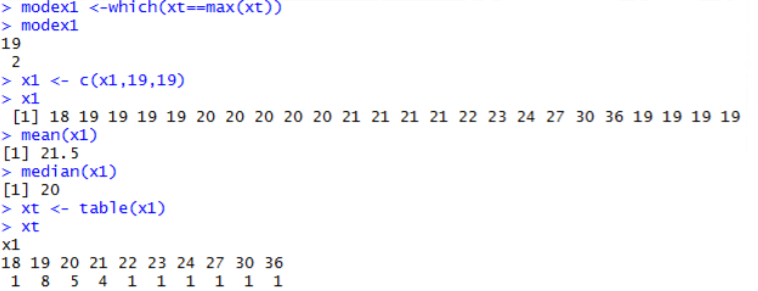 > modex1 <-which(xt==max(xt))
> modex1
19
 2
> x1 <- c(x1,19,19)
> x1
 [1] 18 19 19 19 19 20 20 20 20 20 21 21 21 21 22 23 24 27 30 36 19 19 19 19
> mean(x1)
[1] 21.5
> median(x1)
[1] 20
> xt <- table(x1)
> xt
x1
18 19 20 21 22 23 24 27 30 36
 1  8  5  4  1  1  1  1  1  1